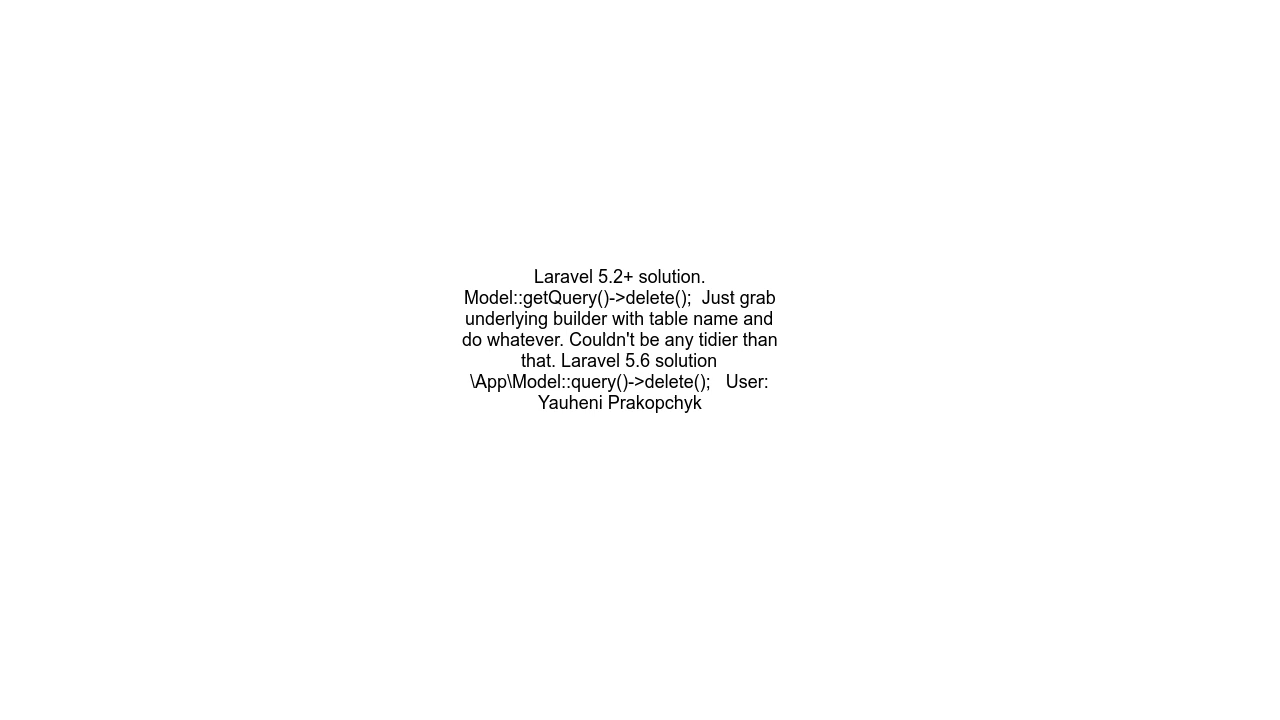 Laravel 5.2+ solution.
Model::getQuery()->delete();  Just grab
underlying builder with table name and
do whatever. Couldn't be any tidier than
that. Laravel 5.6 solution
\App\Model::query()->delete();   User:
Yauheni Prakopchyk